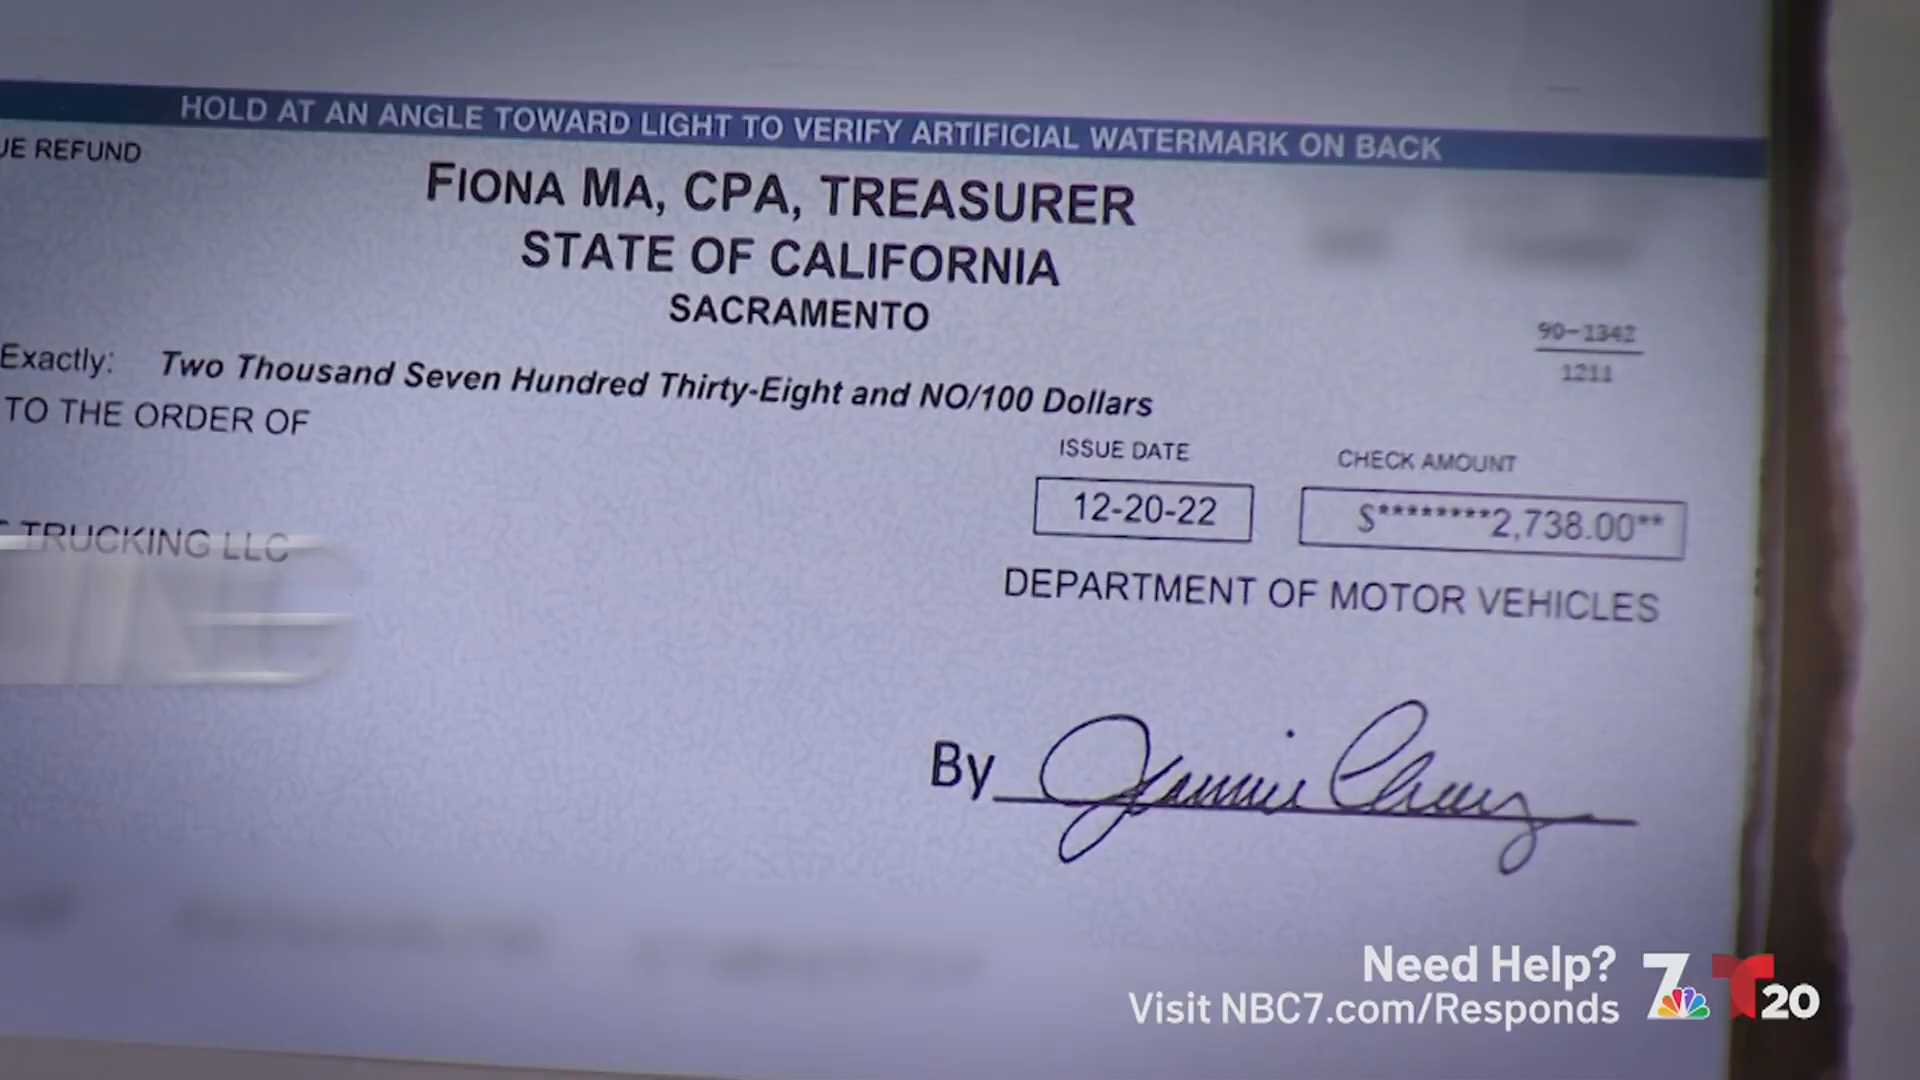 HOLD AT AN ANGLE TOWARD LIGHT TO VERIFY ARTIFICIAL WATERMARK ON BACK
UE REFUND
FIONA MA, CPA, TREASURER
STATE OF CALIFORNIA
SACRAMENTO
90-1342
1211
Exactly: Two Thousand Seven Hundred Thirty-Eight and NO/100 Dollars
TO THE ORDER OF
ISSUE DATE
CHECK AMOUNT
12-20-22
$********2,738.00**
TRUCKING LLC
DEPARTMENT OF MOTOR VEHICLES
By
Need Help?
Visit NBC7.com/Responds
7
20